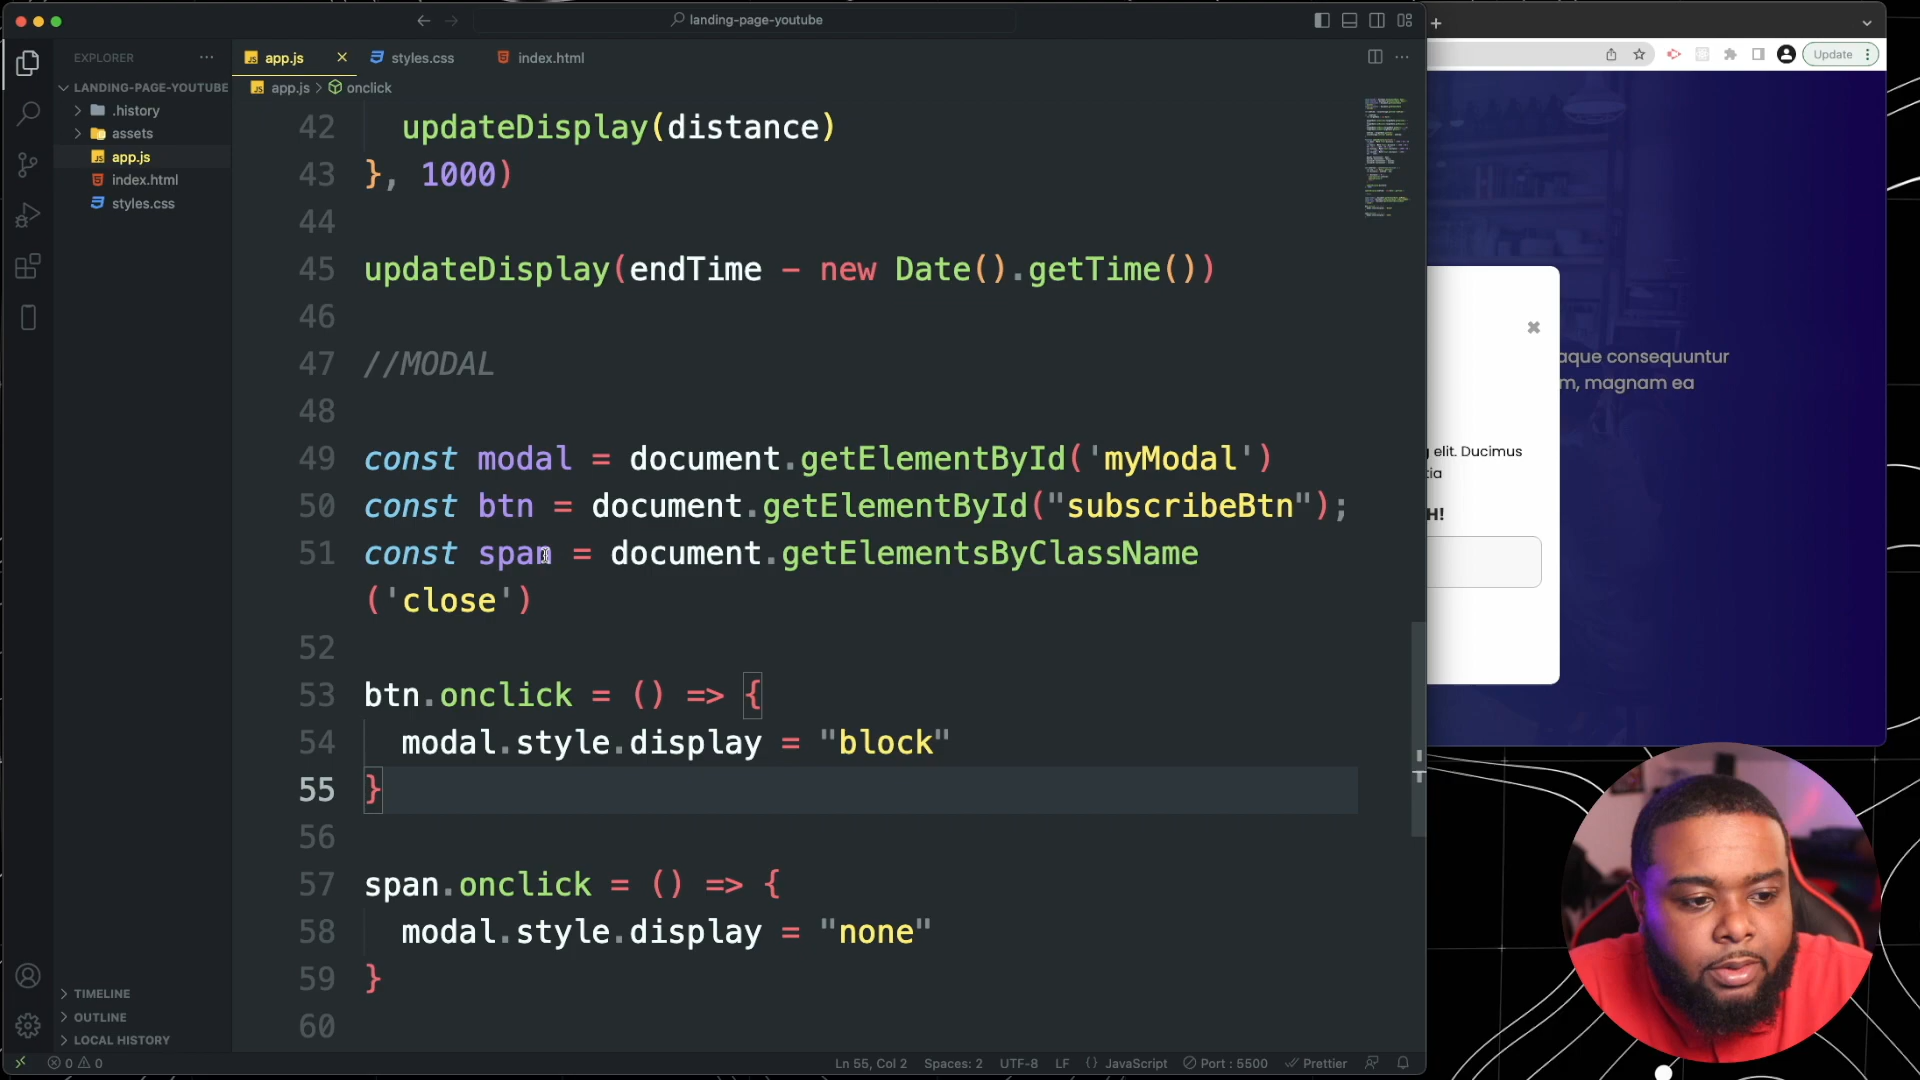 landing-page-youtube
EXPLORER
app.js
styles.css
index.html
Update
LANDING-PAGE-YOUTUBE
app.js
onclick
.history
assets
app.js
index.html
styles.css
42 updateDisplay(distance)
43 }, 1000)
44
45 updateDisplay(endTime - new Date().getTime())
46
47 //MODAL
48
49 const modal = document.getElementById('myModal')
50 const btn = document.getElementById("subscribeBtn");
51 const span = document.getElementsByClassName
('close')
52
53 btn.onclick = () => {
54 modal.style.display = "block"
55 }
56
57 span.onclick = () => {
58 modal.style.display = "none"
59 }
60
aque consequuntur
m, magnam ea
elit. Ducimus
tia
H!
TIMELINE
OUTLINE
LOCAL HISTORY
0 0
Ln 55, Col 2
Spaces: 2
UTF-8
LF
{} JavaScript
Port : 5500
Prettier